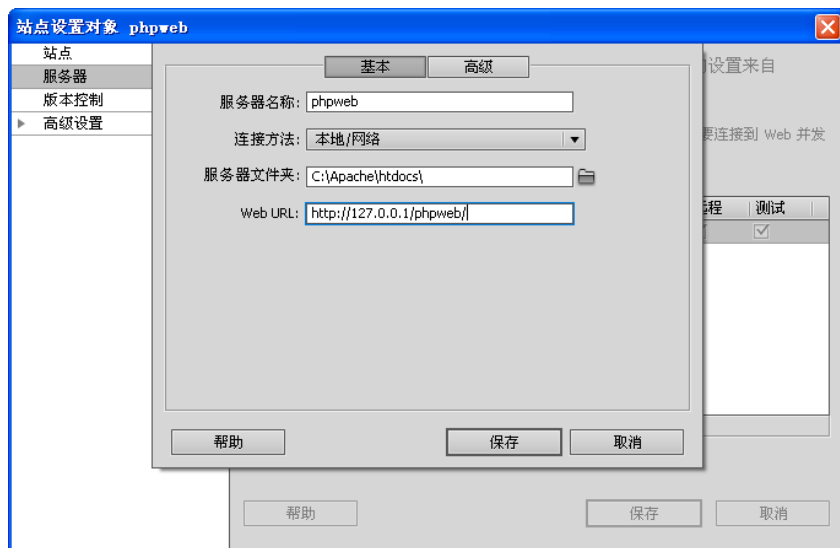 站点设置对象 phpweb
站点
服务器
版本控制
高级设置
基本
高级
设置来自
服务器名称: phpweb
连接方法: 本地/网络
要连接到 Web 并发
服务器文件夹: C:\Apache\htdocs\
Web URL: http://127.0.0.1/phpweb/
远程
测试
帮助
保存
取消
帮助
保存
取消